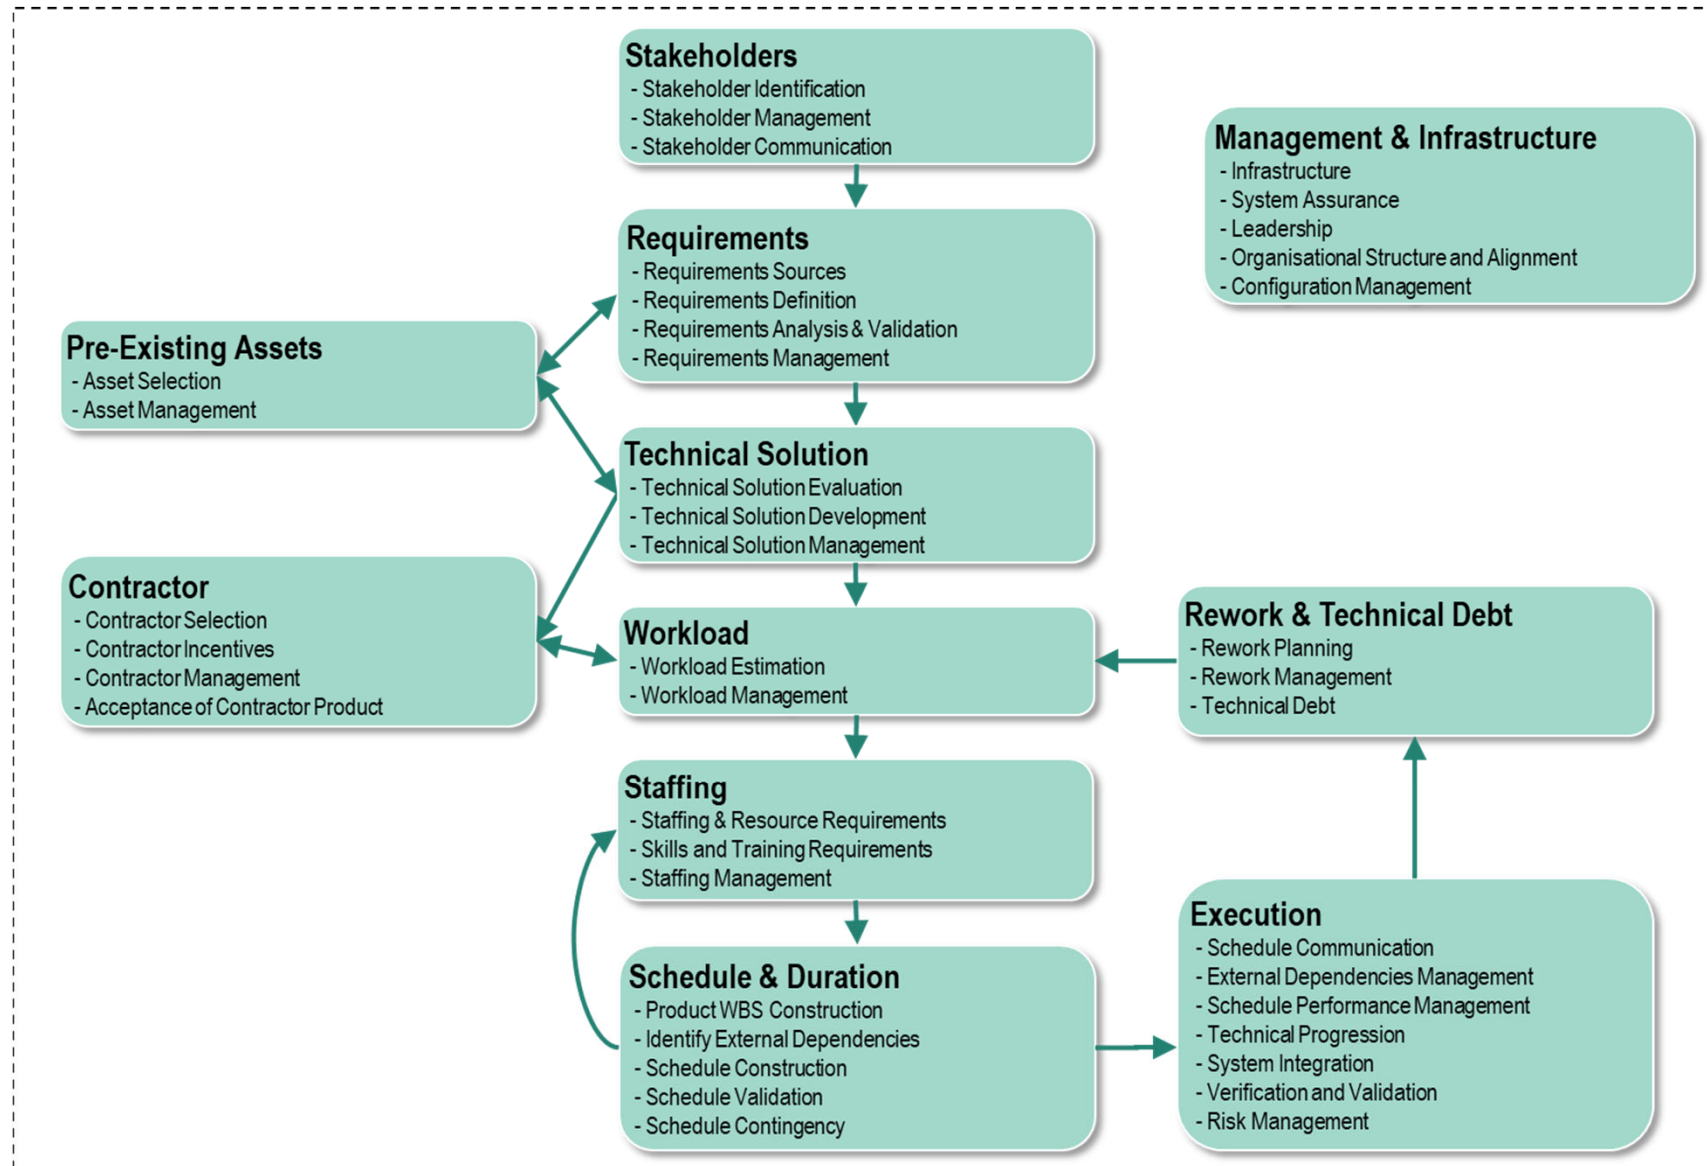 Stakeholders
- Stakeholder Identification
- Stakeholder Management
- Stakeholder Communication
Management & Infrastructure
- Infrastructure
- System Assurance
- Leadership
- Organisational Structure and Alignment
- Configuration Management
Requirements
- Requirements Sources
- Requirements Definition
- Requirements Analysis & Validation
- Requirements Management
Pre-Existing Assets
- Asset Selection
- Asset Management
Technical Solution
- Technical Solution Evaluation
- Technical Solution Development
- Technical Solution Management
Contractor
- Contractor Selection
- Contractor Incentives
- Contractor Management
- Acceptance of Contractor Product
Workload
- Workload Estimation
- Workload Management
Rework & Technical Debt
- Rework Planning
- Rework Management
- Technical Debt
Staffing
- Staffing & Resource Requirements
- Skills and Training Requirements
- Staffing Management
Schedule & Duration
- Product WBS Construction
- Identify External Dependencies
- Schedule Construction
- Schedule Validation
- Schedule Contingency
Execution
- Schedule Communication
- External Dependencies Management
- Schedule Performance Management
- Technical Progression
- System Integration
- Verification and Validation
- Risk Management